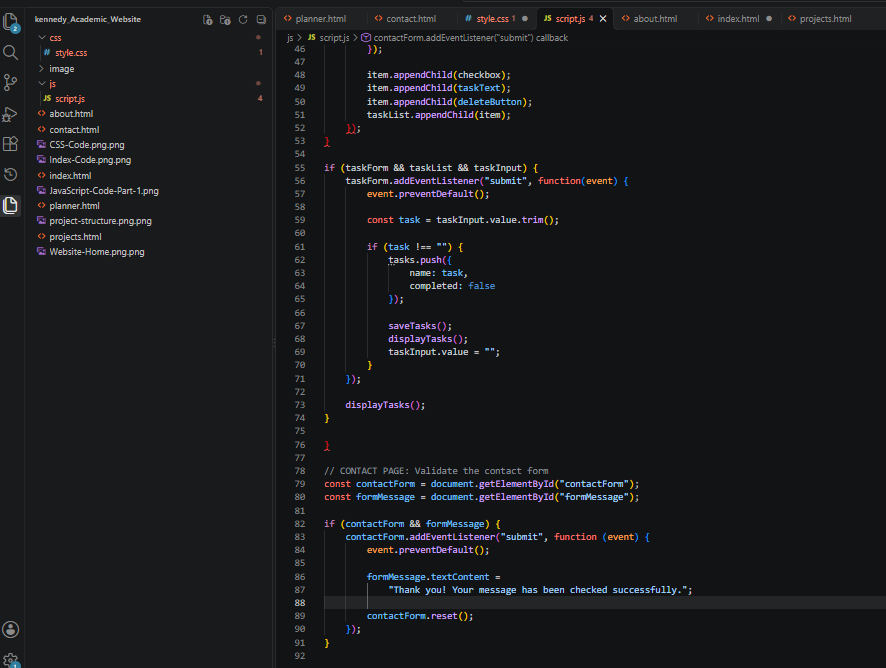 kennedy_Academic_Website
css
# style.css 1
image
js
JS script.js 4
<> about.html
<> contact.html
CSS-Code.png.png
Index-Code.png.png
<> index.html
JavaScript-Code-Part-1.png
<> planner.html
project-structure.png.png
<> projects.html
Website-Home.png.png
2
1
<> planner.html <> contact.html # style.css 1 JS script.js 4 <> about.html <> index.html <> projects.html
js > JS script.js > contactForm.addEventListener("submit") callback
46 });
47
48 item.appendChild(checkbox);
49 item.appendChild(taskText);
50 item.appendChild(deleteButton);
51 taskList.appendChild(item);
52 });
53 }
54
55 if (taskForm && taskList && taskInput) {
56 taskForm.addEventListener("submit", function(event) {
57 event.preventDefault();
58
59 const task = taskInput.value.trim();
60
61 if (task !== "") {
62 tasks.push({
63 name: task,
64 completed: false
65 });
66
67 saveTasks();
68 displayTasks();
69 taskInput.value = "";
70 }
71 });
72
73 displayTasks();
74 }
75
76 }
77
78 // CONTACT PAGE: Validate the contact form
79 const contactForm = document.getElementById("contactForm");
80 const formMessage = document.getElementById("formMessage");
81
82 if (contactForm && formMessage) {
83 contactForm.addEventListener("submit", function (event) {
84 event.preventDefault();
85
86 formMessage.textContent =
87 "Thank you! Your message has been checked successfully.";
88
89 contactForm.reset();
90 });
91 }
92